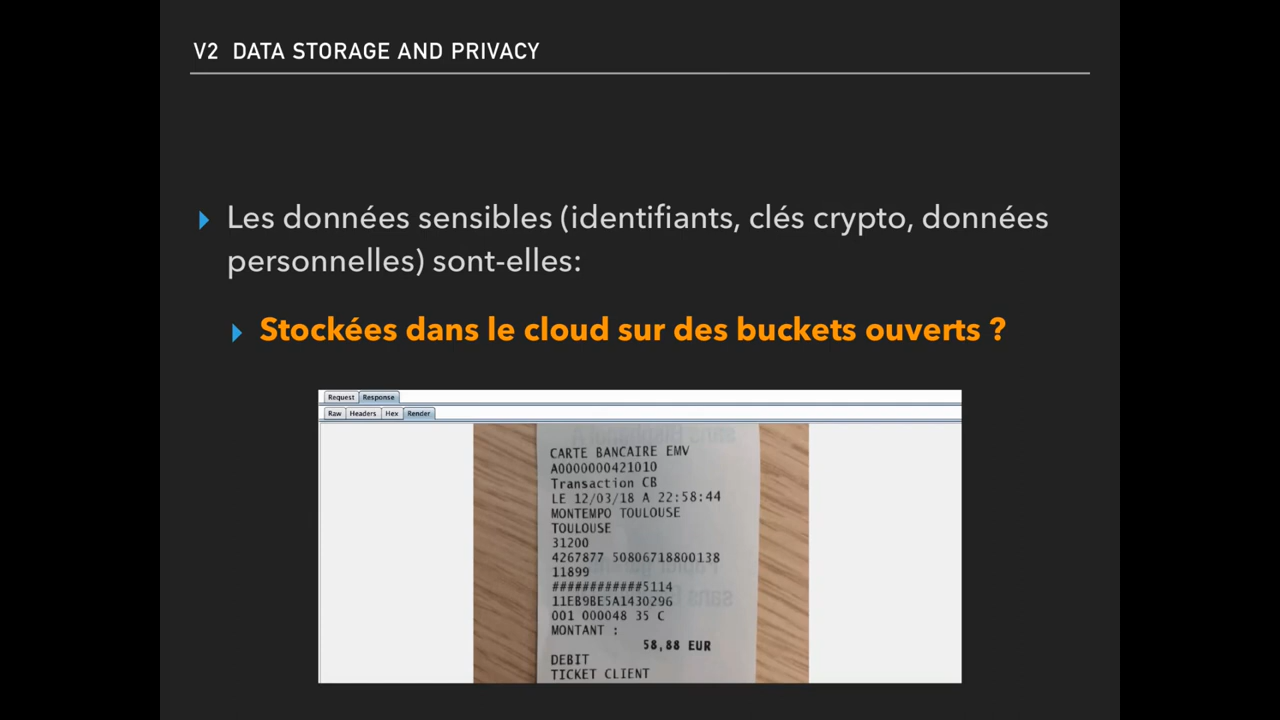 V2 DATA STORAGE AND PRIVACY
Les données sensibles (identifiants, clés crypto, données
personnelles) sont-elles:
Stockées dans le cloud sur des buckets ouverts ?
Request Response
Raw Headers Hex Render
CARTE BANCAIRE EMV
A0000000421010
Transaction CB
LE 12/03/18 A 22:58:44
MONTEMPO TOULOUSE
TOULOUSE
31200
4267877 50806718800138
11899
############5114
11EB9BE5A1430296
001 000048 35 C
MONTANT :
58,88 EUR
DEBIT
TICKET CLIENT